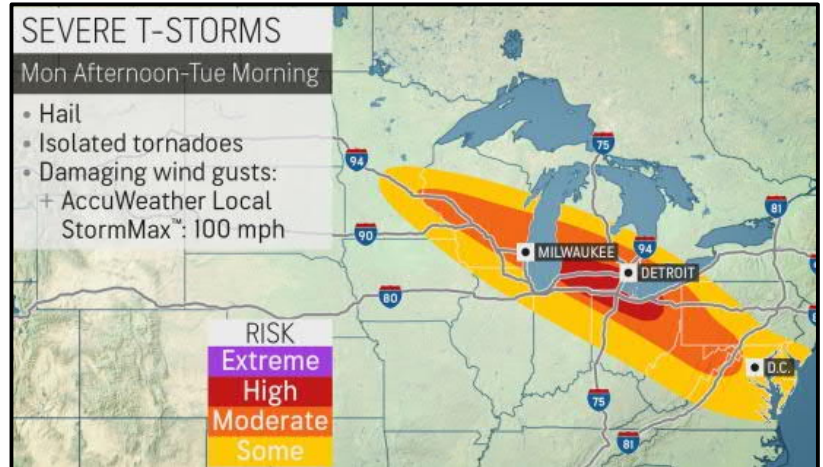 SEVERE T-STORMS
Mon Afternoon-Tue Morning
• Hail
• Isolated tornadoes
• Damaging wind gusts:
+ AccuWeather Local
StormMax™: 100 mph
94
75
81
90
94
MILWAUKEE
DETROIT
80
RISK
Extreme
High
Moderate
Some
D.C.
75
81